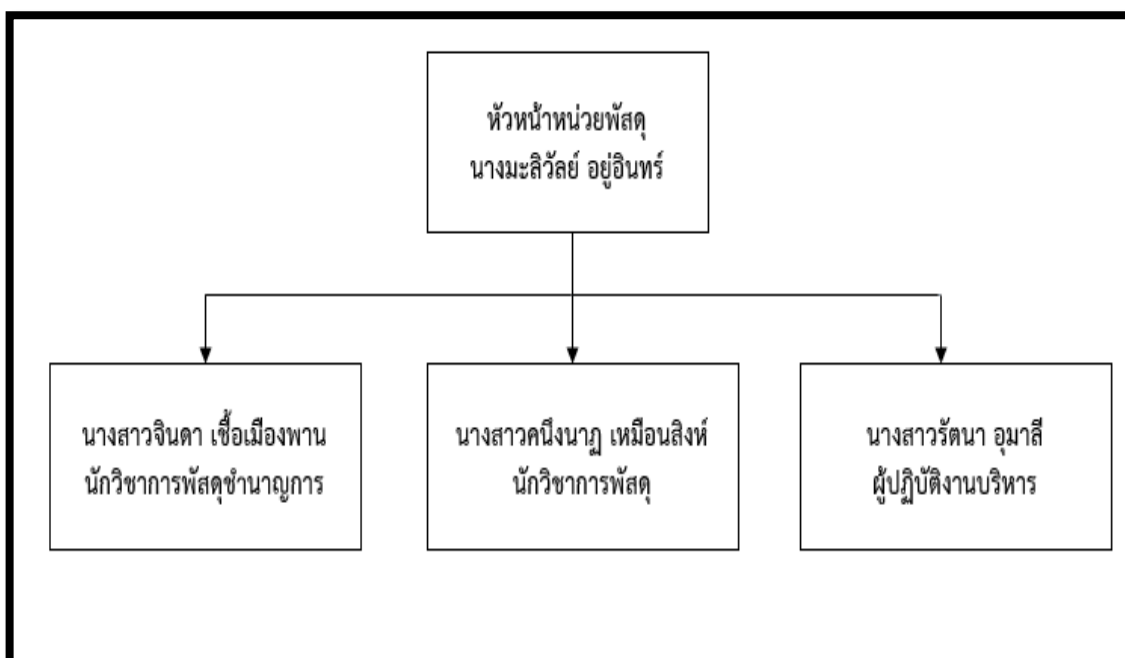 หัวหน้าหน่วยพัสดุ
นางมะลิวัลย์ อยู่อินทร์
นางสาวจินดา เชื้อเมืองพาน
นักวิชาการพัสดุชำนาญการ
นางสาวคนึงนาฏ เหมือนสิงห์
นักวิชาการพัสดุ
นางสาวรัตนา อุมาลี
ผู้ปฏิบัติงานบริหาร